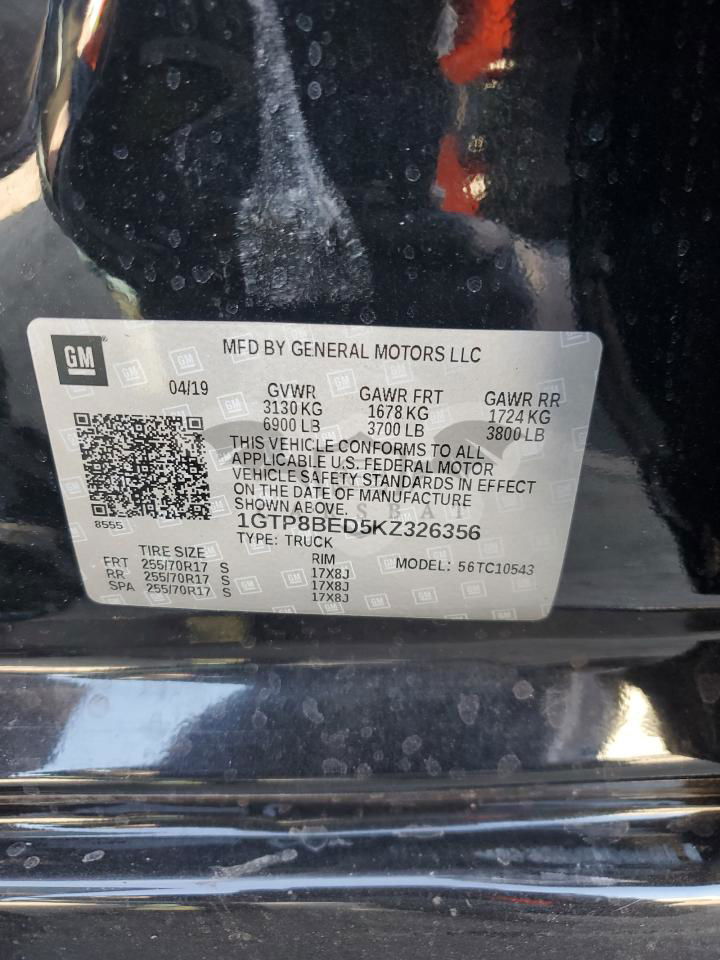 GM
MFD BY GENERAL MOTORS LLC
04/19 GVWR GAWR FRT GAWR RR
3130 KG 1678 KG 1724 KG
6900 LB 3700 LB 3800 LB
THIS VEHICLE CONFORMS TO ALL
APPLICABLE U.S. FEDERAL MOTOR
VEHICLE SAFETY STANDARDS IN EFFECT
ON THE DATE OF MANUFACTURE
SHOWN ABOVE.
SBAT
8555
1GTP8BED5KZ326356
TYPE: TRUCK
TIRE SIZE RIM MODEL: 56TC10543
FRT 255/70R17 S 17X8J
RR 255/70R17 S 17X8J
SPA 255/70R17 S 17X8J